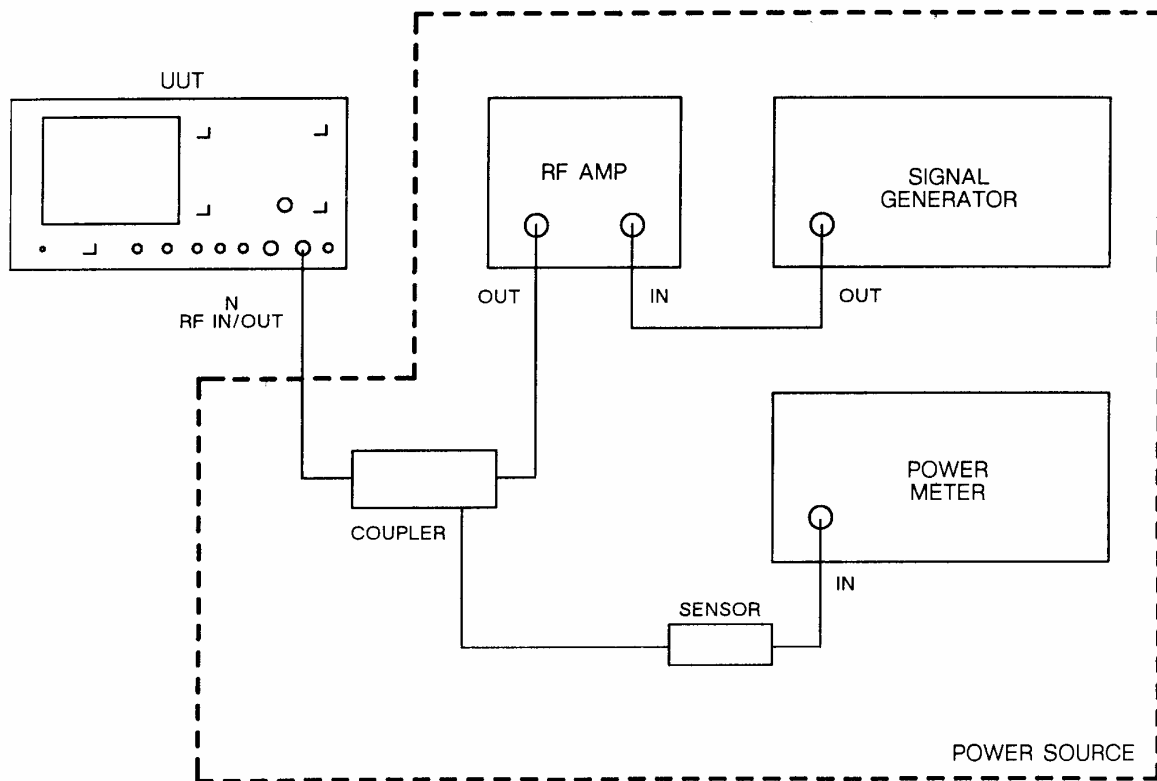 UUT
RF AMP
SIGNAL
GENERATOR
OUT
IN
OUT
N
RF IN/OUT
POWER
METER
COUPLER
IN
SENSOR
POWER SOURCE